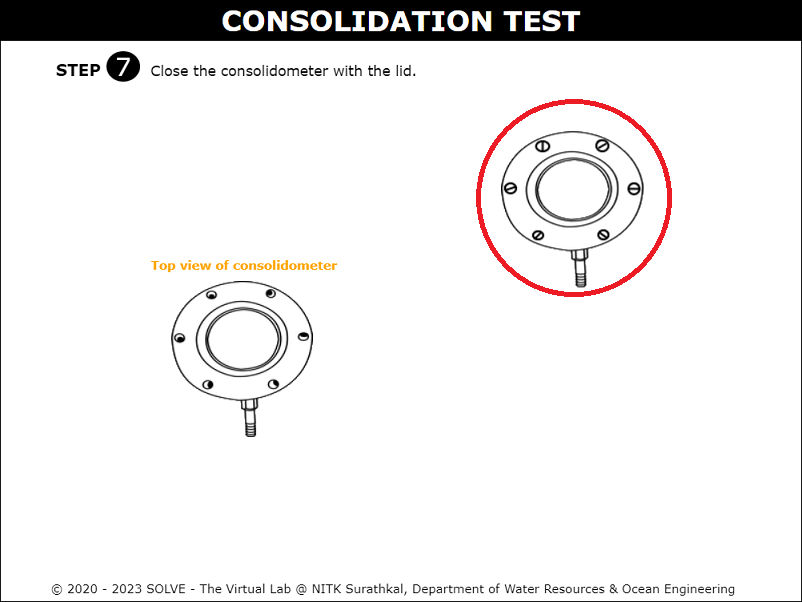 CONSOLIDATION TEST
STEP 7 Close the consolidometer with the lid.
Top view of consolidometer
© 2020 - 2023 SOLVE - The Virtual Lab @ NITK Surathkal, Department of Water Resources & Ocean Engineering